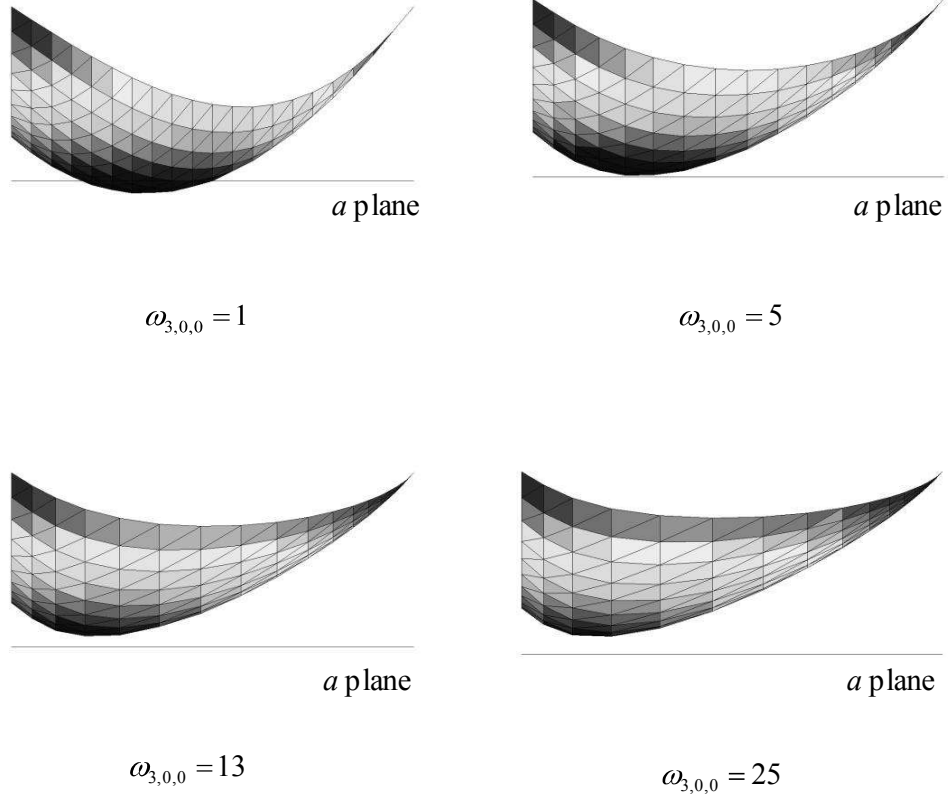 a plane
a plane
ω3,0,0 = 1
ω3,0,0 = 5
a plane
a plane
ω3,0,0 = 13
ω3,0,0 = 25